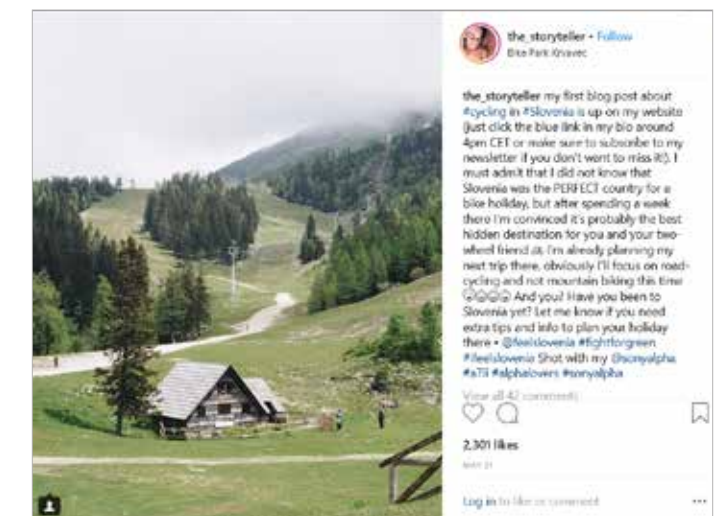 the_storyteller • Follow
Bike Park Krvavec
the_storyteller my first blog post about
#cycling in #Slovenia is up on my website
(just click the blue link in my bio around
4pm CET or make sure to subscribe to my
newsletter if you don't want to miss it!). I
must admit that I did not know that
Slovenia was the PERFECT country for a
bike holiday, but after spending a week
there I'm convinced it's probably the best
hidden destination for you and your two-
wheel friend 🚲 I'm already planning my
next trip there, obviously I'll focus on road-
cycling and not mountain biking this time
And you? Have you been to
Slovenia yet? Let me know if you need
extra tips and info to plan your holiday
there • @feelslovenia #fightforgreen
#ifeelslovenia Shot with my @sonyalpha
#alphalovers #sonyalpha
View all 42 comments
2,301 likes
MAY 31
Log in to like or comment